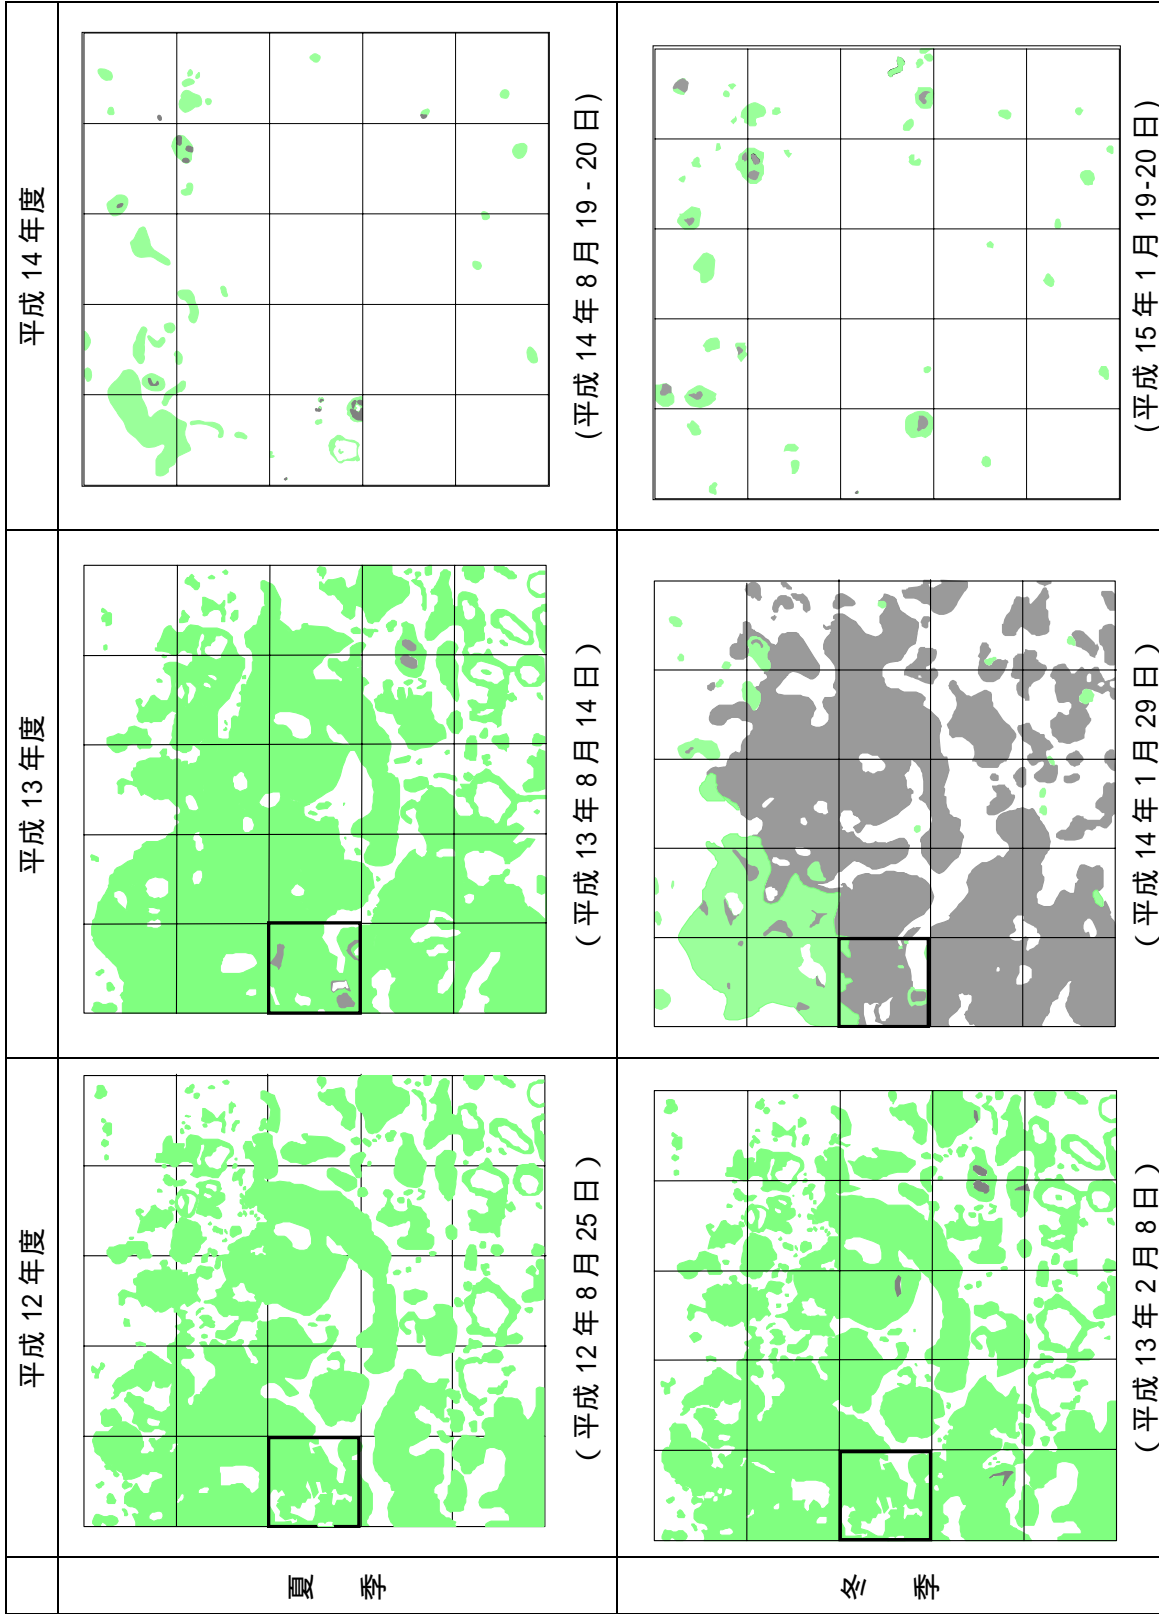 平成 12 年度
平成 13 年度
平成 14 年度
夏 季
(平成 12 年 8 月 25 日)
(平成 13 年 8 月 14 日)
(平成 14 年 8 月 19 - 20 日)
冬 季
(平成 13 年 2 月 8 日)
(平成 14 年 1 月 29 日)
(平成 15 年 1 月 19-20 日)